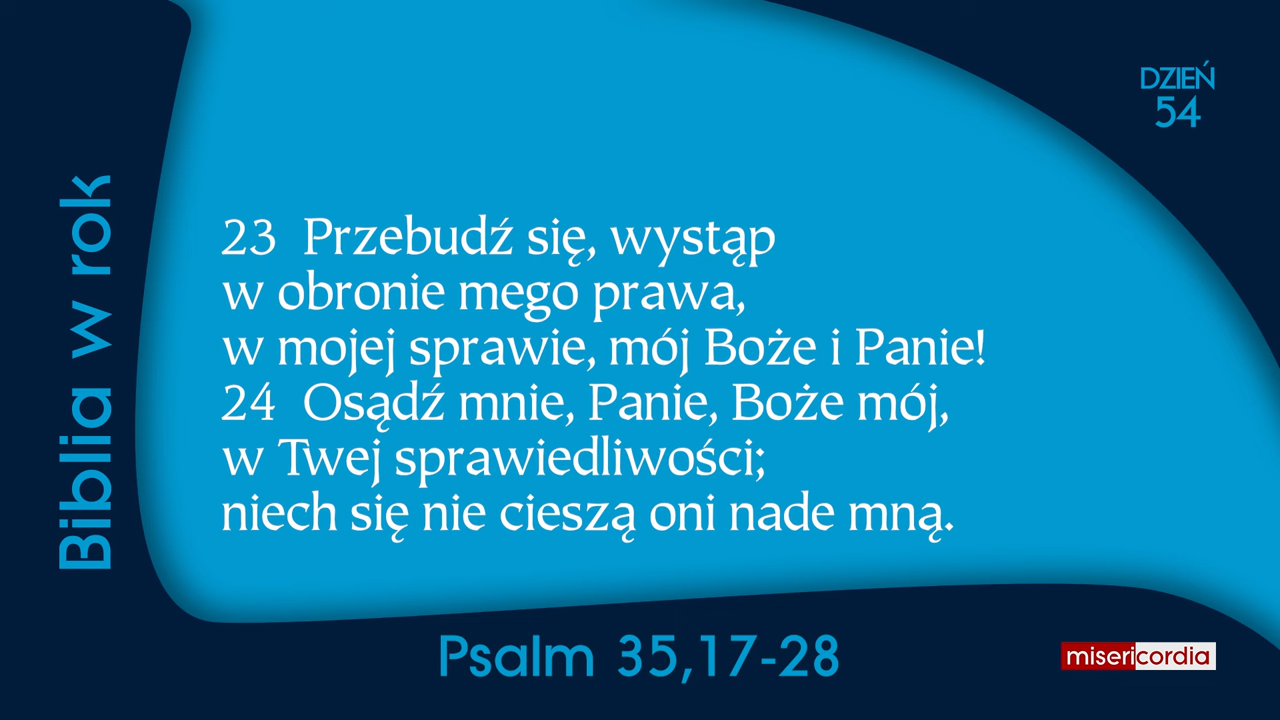 DZIEŃ
54
Biblia w rok
23 Przebudź się, wystąp
w obronie mego prawa,
w mojej sprawie, mój Boże i Panie!
24 Osądź mnie, Panie, Boże mój,
w Twej sprawiedliwości;
niech się nie cieszą oni nade mną.
Psalm 35,17-28
misericordia